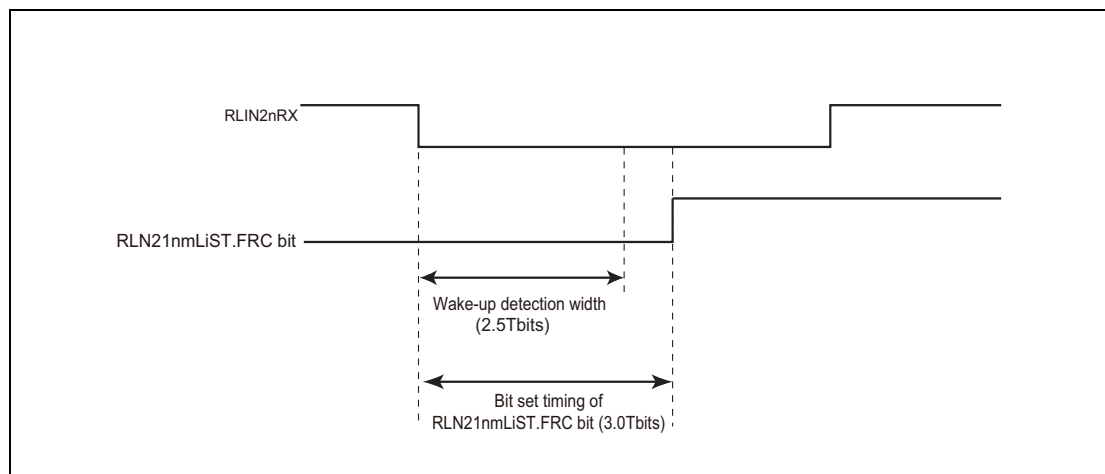 RLIN2nRX
RLN21nmLiST.FRC bit
Wake-up detection width
(2.5Tbits)
Bit set timing of
RLN21nmLiST.FRC bit (3.0Tbits)